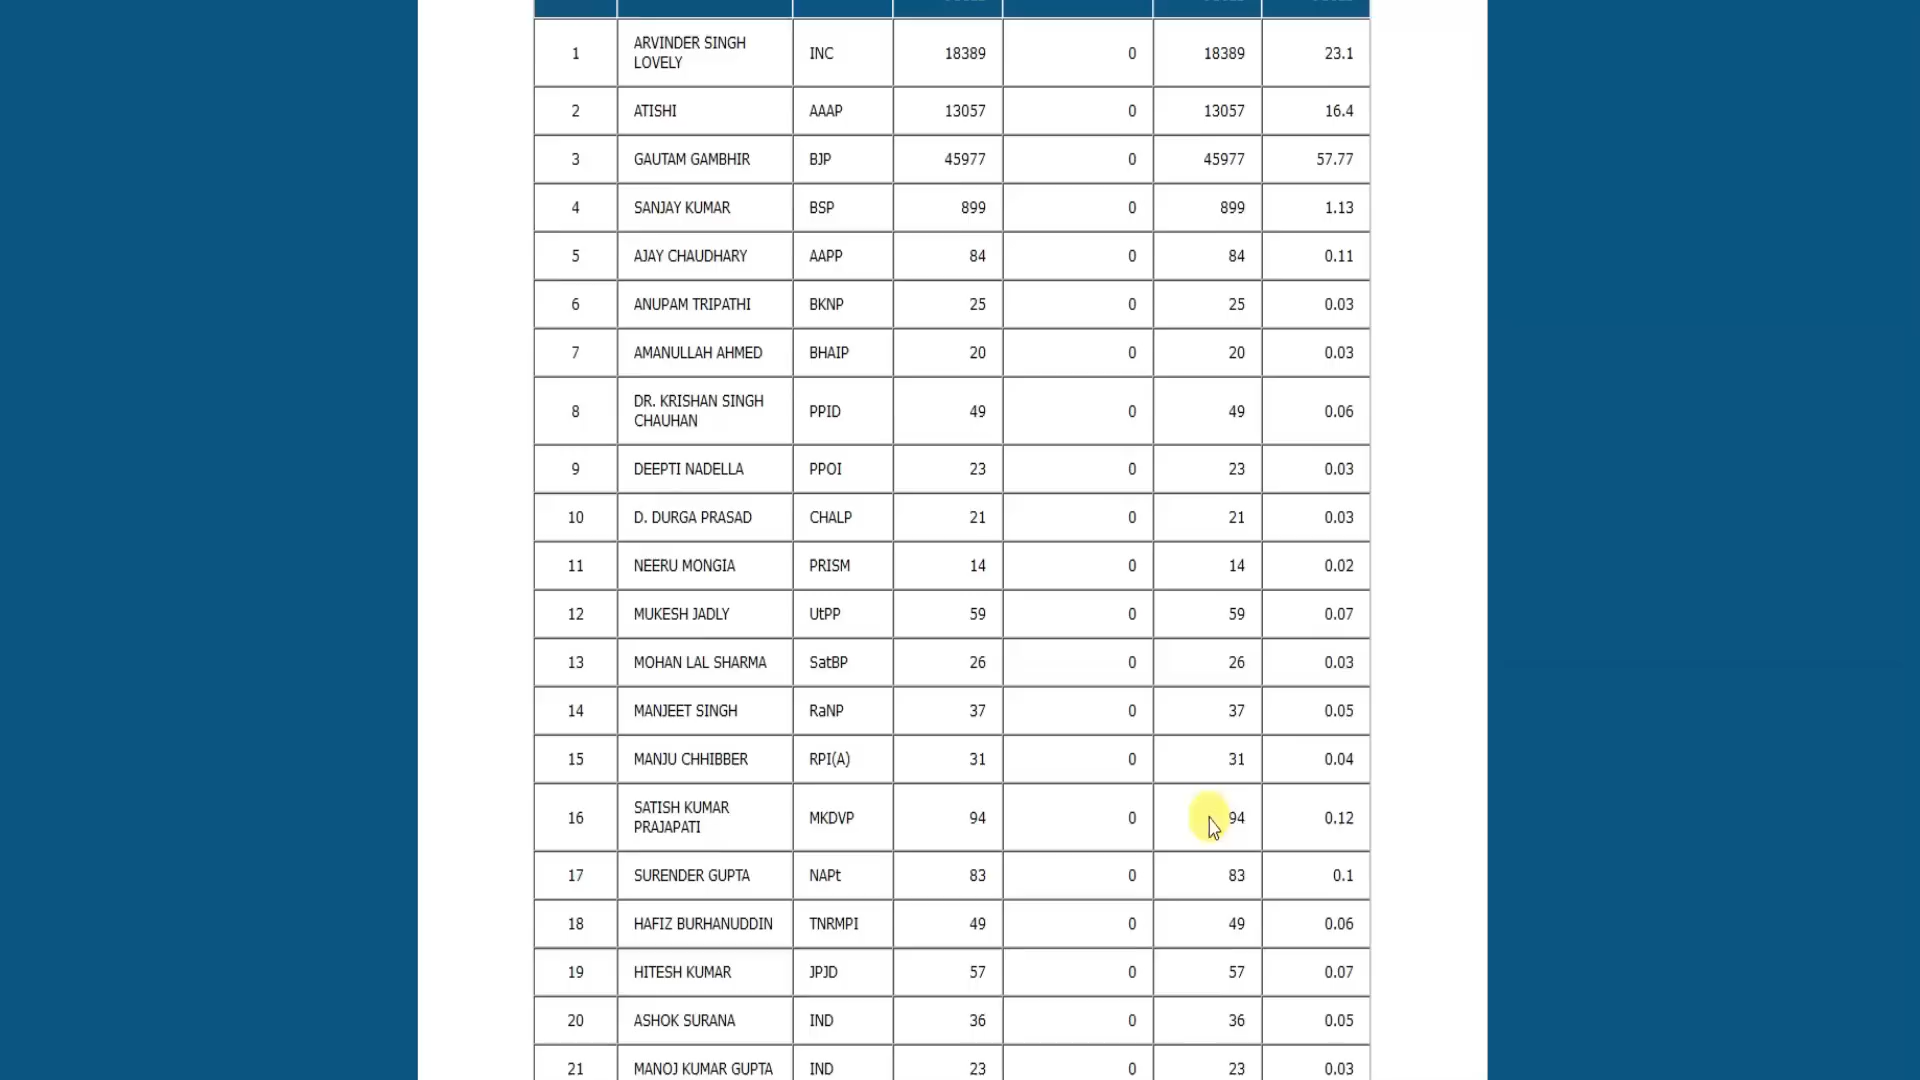 1 ARVINDER SINGH LOVELY INC 18389 0 18389 23.1
2 ATISHI AAAP 13057 0 13057 16.4
3 GAUTAM GAMBHIR BJP 45977 0 45977 57.77
4 SANJAY KUMAR BSP 899 0 899 1.13
5 AJAY CHAUDHARY AAPP 84 0 84 0.11
6 ANUPAM TRIPATHI BKNP 25 0 25 0.03
7 AMANULLAH AHMED BHAIP 20 0 20 0.03
8 DR. KRISHAN SINGH CHAUHAN PPID 49 0 49 0.06
9 DEEPTI NADELLA PPOI 23 0 23 0.03
10 D. DURGA PRASAD CHALP 21 0 21 0.03
11 NEERU MONGIA PRISM 14 0 14 0.02
12 MUKESH JADLY UtPP 59 0 59 0.07
13 MOHAN LAL SHARMA SatBP 26 0 26 0.03
14 MANJEET SINGH RaNP 37 0 37 0.05
15 MANJU CHHIBBER RPI(A) 31 0 31 0.04
16 SATISH KUMAR PRAJAPATI MKDVP 94 0 94 0.12
17 SURENDER GUPTA NAPt 83 0 83 0.1
18 HAFIZ BURHANUDDIN TNRMPI 49 0 49 0.06
19 HITESH KUMAR JPJD 57 0 57 0.07
20 ASHOK SURANA IND 36 0 36 0.05
21 MANOJ KUMAR GUPTA IND 23 0 23 0.03